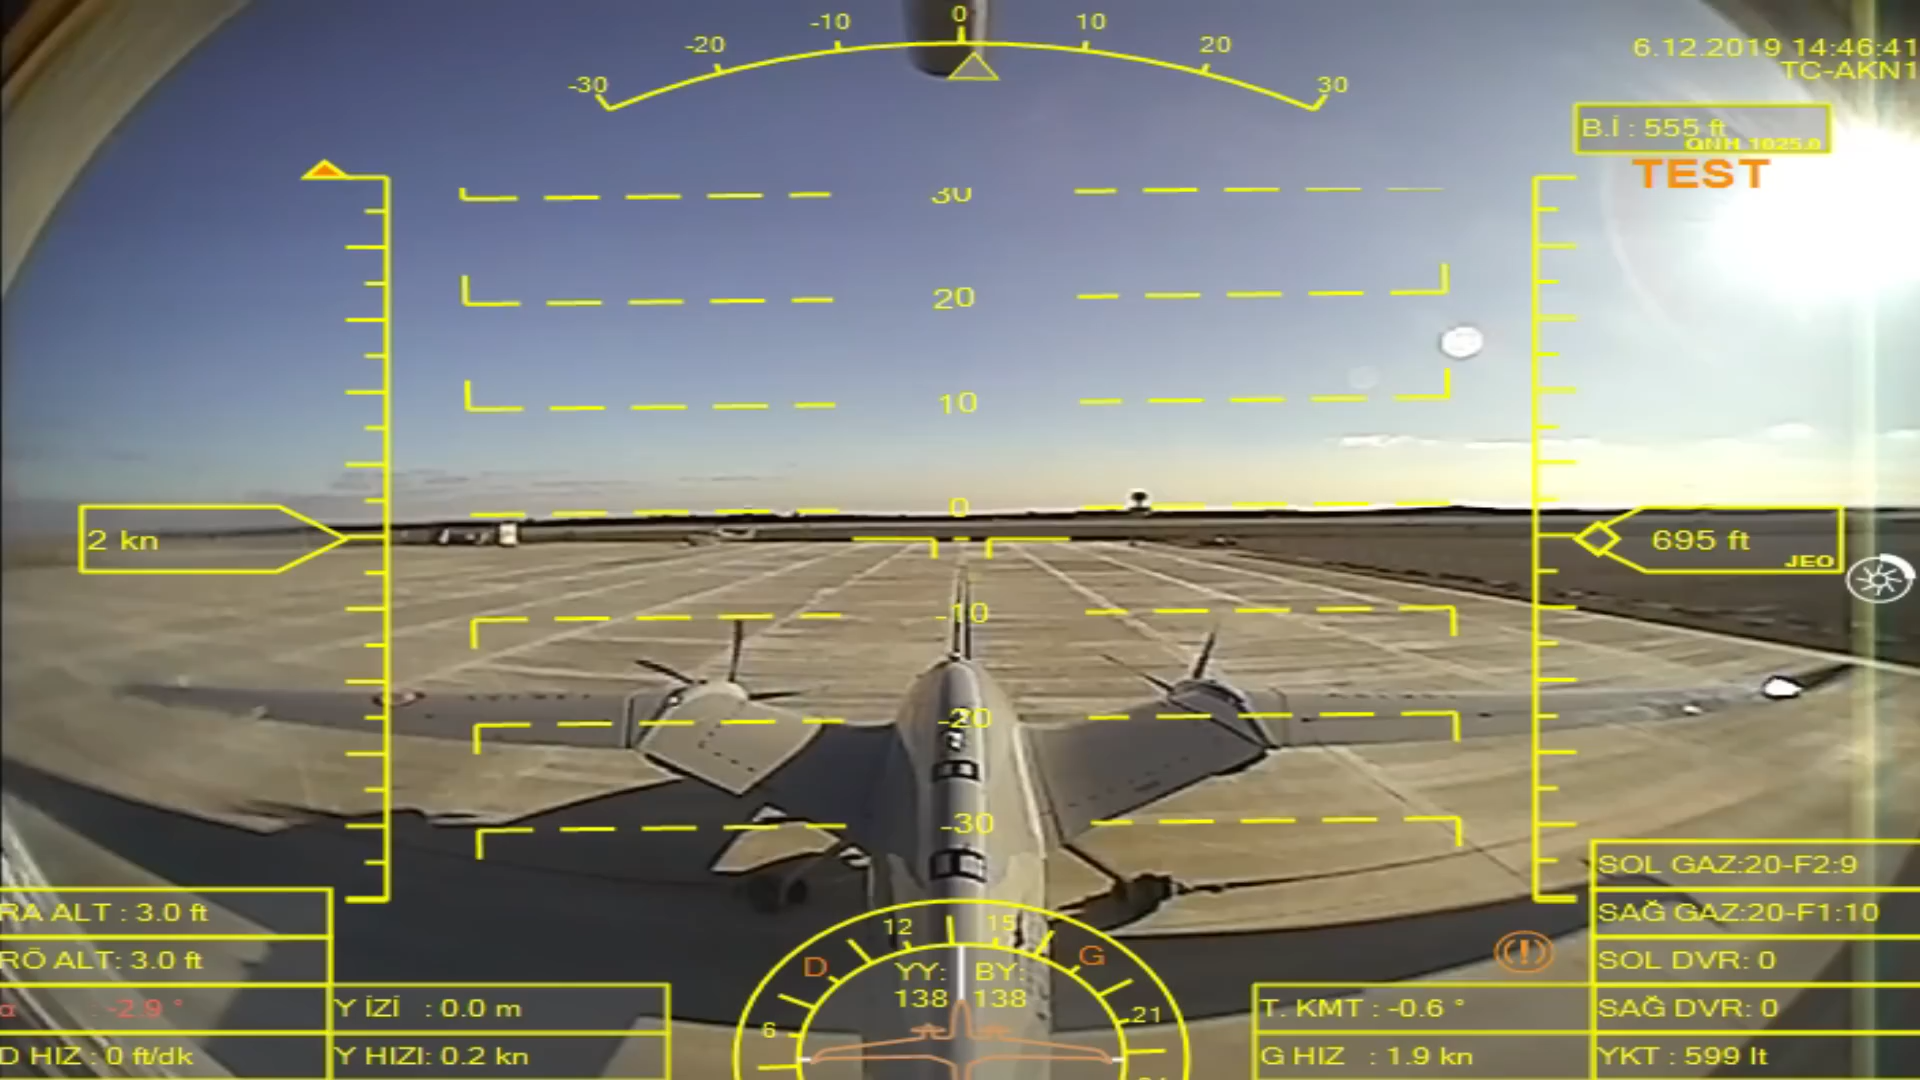 0
-10 10
-20 20
-30 30
6.12.2019 14:46:41
TC-AKN1
B.İ : 555 ft
QNH 1025.0
TEST
30
20
10
0
2 kn
695 ft
JEO
-10
-20
-30
SOL GAZ:20-F2:9
SAĞ GAZ:20-F1:10
SOL DVR: 0
SAĞ DVR: 0
YKT : 599 lt
RA ALT : 3.0 ft
RÖ ALT: 3.0 ft
α : -2.9 °
D HIZ : 0 ft/dk
Y İZİ : 0.0 m
Y HIZI: 0.2 kn
12 15
D G
YY: BY:
138 138
6 21
T. KMT : -0.6 °
G HIZ : 1.9 kn